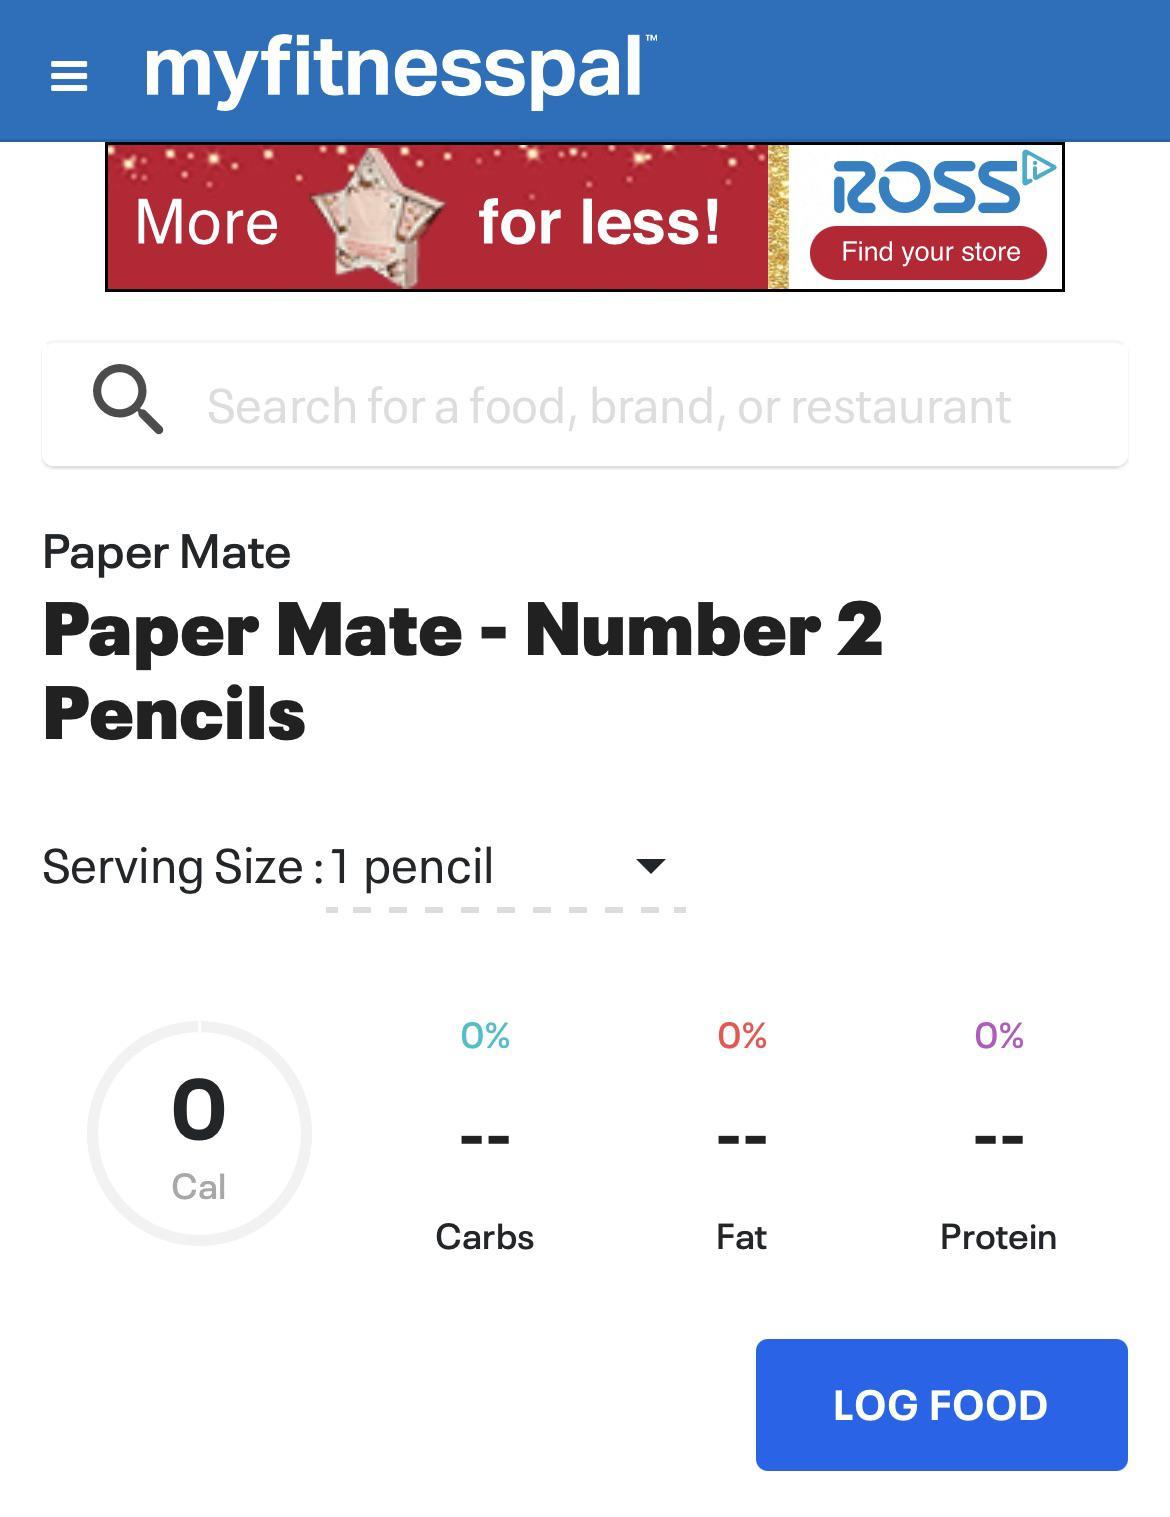 myfitnesspal™
More for less!
ROSS
Find your store
Search for a food, brand, or restaurant
Paper Mate
Paper Mate - Number 2
Pencils
Serving Size : 1 pencil
0% 0% 0%
0 -- -- --
Cal
Carbs Fat Protein
LOG FOOD